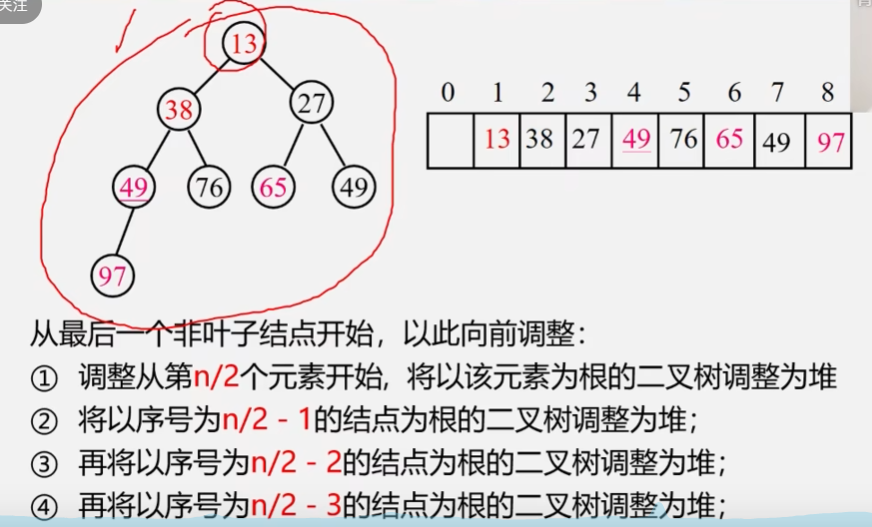 关注
13
38 27
49 76 65 49
97
0 1 2 3 4 5 6 7 8
13 38 27 49 76 65 49 97
从最后一个非叶子结点开始，以此向前调整：
① 调整从第n/2个元素开始, 将以该元素为根的二叉树调整为堆
② 将以序号为n/2 - 1的结点为根的二叉树调整为堆；
③ 再将以序号为n/2 - 2的结点为根的二叉树调整为堆；
④ 再将以序号为n/2 - 3的结点为根的二叉树调整为堆；